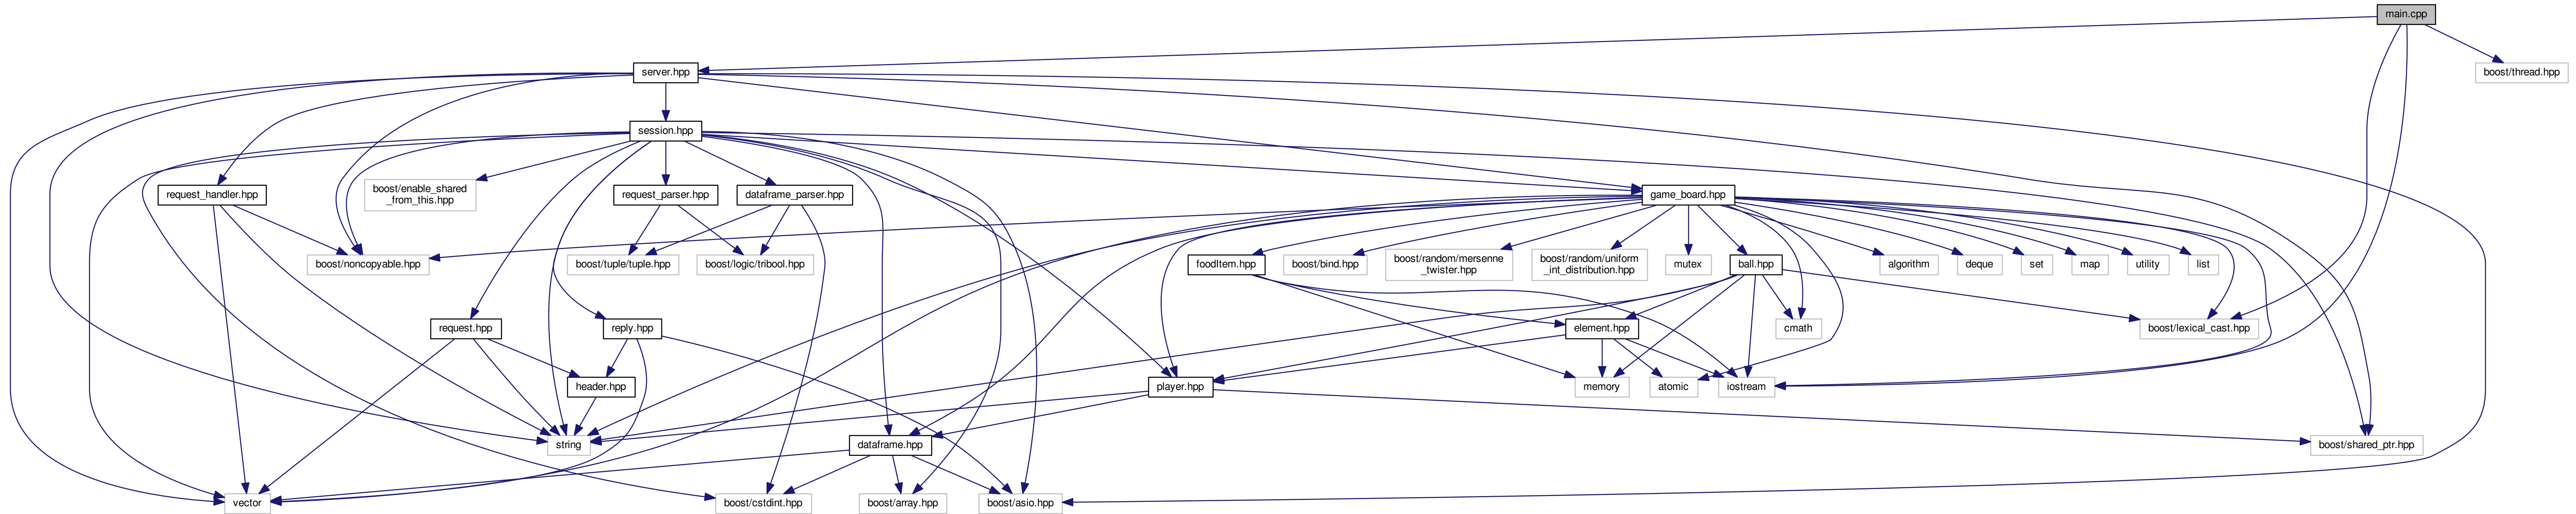 main.cpp
server.hpp
boost/thread.hpp
session.hpp
request_handler.hpp
boost/enable_shared
_from_this.hpp
request_parser.hpp
dataframe_parser.hpp
game_board.hpp
boost/noncopyable.hpp
boost/tuple/tuple.hpp
boost/logic/tribool.hpp
foodItem.hpp
boost/bind.hpp
boost/random/mersenne
_twister.hpp
boost/random/uniform
_int_distribution.hpp
mutex
ball.hpp
algorithm
deque
set
map
utility
list
request.hpp
reply.hpp
element.hpp
cmath
boost/lexical_cast.hpp
header.hpp
player.hpp
memory
atomic
iostream
string
dataframe.hpp
boost/shared_ptr.hpp
vector
boost/cstdint.hpp
boost/array.hpp
boost/asio.hpp